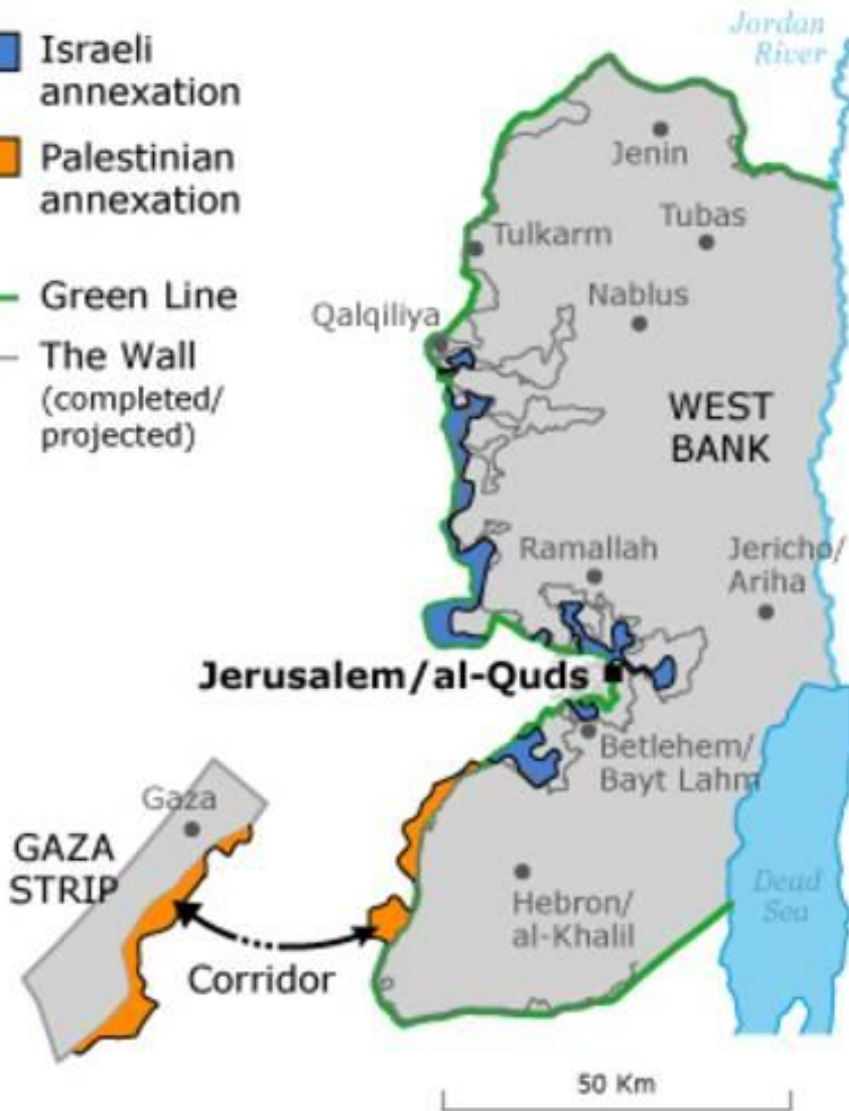 Israeli
annexation
Palestinian
annexation
Green Line
The Wall
(completed/
projected)
Jordan
River
Jenin
Tubas
Tulkarm
Nablus
Qalqiliya
WEST
BANK
Ramallah
Jericho/
Ariha
Jerusalem/al-Quds
Betlehem/
Bayt Lahm
Gaza
GAZA
STRIP
Dead
Sea
Hebron/
al-Khalil
Corridor
50 Km